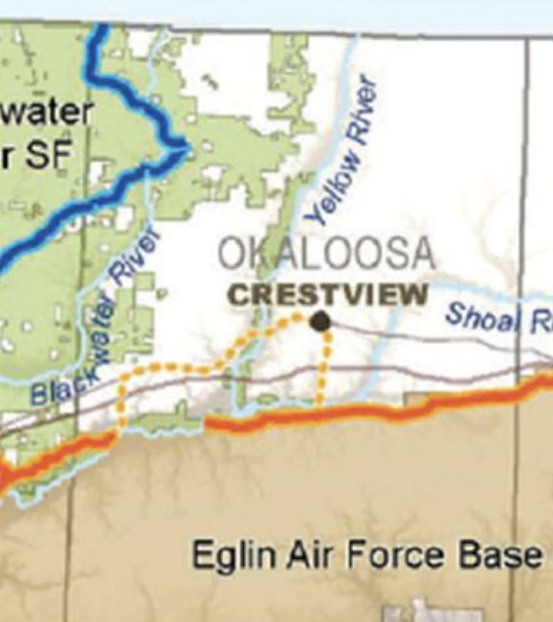 water
r SF
Yellow River
OKALOOSA
CRESTVIEW
Blackwater River
Shoal R
Eglin Air Force Base